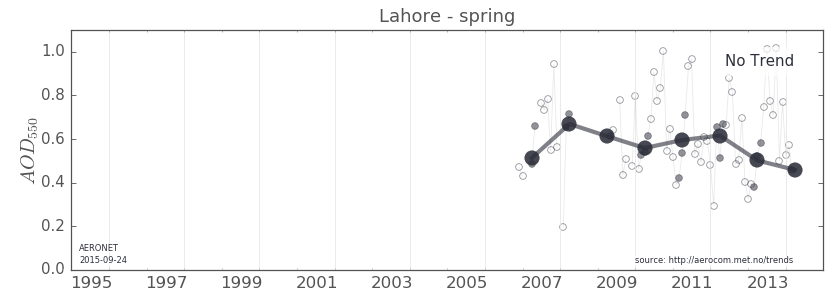 Lahore - spring
1.0
0.8
0.6
0.4
0.2
0.0
AOD550
No Trend
AERONET
2015-09-24
source: http://aerocom.met.no/trends
1995 1997 1999 2001 2003 2005 2007 2009 2011 2013